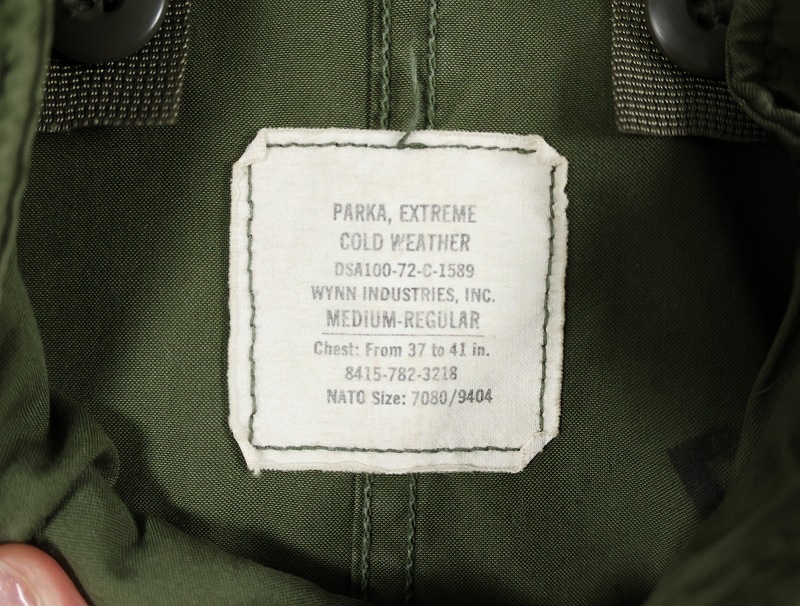 PARKA, EXTREME
COLD WEATHER
DSA100-72-C-1589
WYNN INDUSTRIES, INC.
MEDIUM-REGULAR
Chest: From 37 to 41 in.
8415-782-3218
NATO Size: 7080/9404